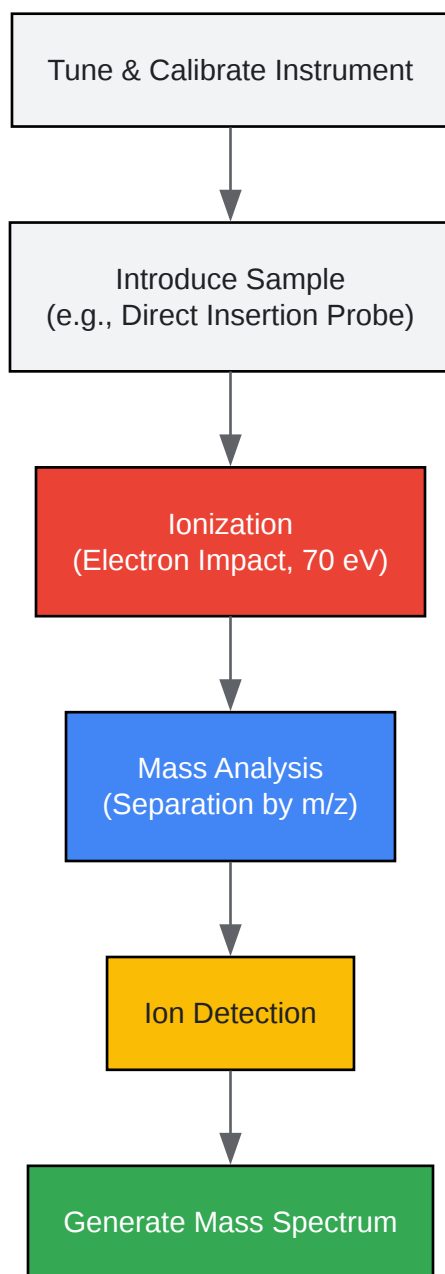 Tune & Calibrate Instrument
Introduce Sample
(e.g., Direct Insertion Probe)
Ionization
(Electron Impact, 70 eV)
Mass Analysis
(Separation by m/z)
Ion Detection
Generate Mass Spectrum